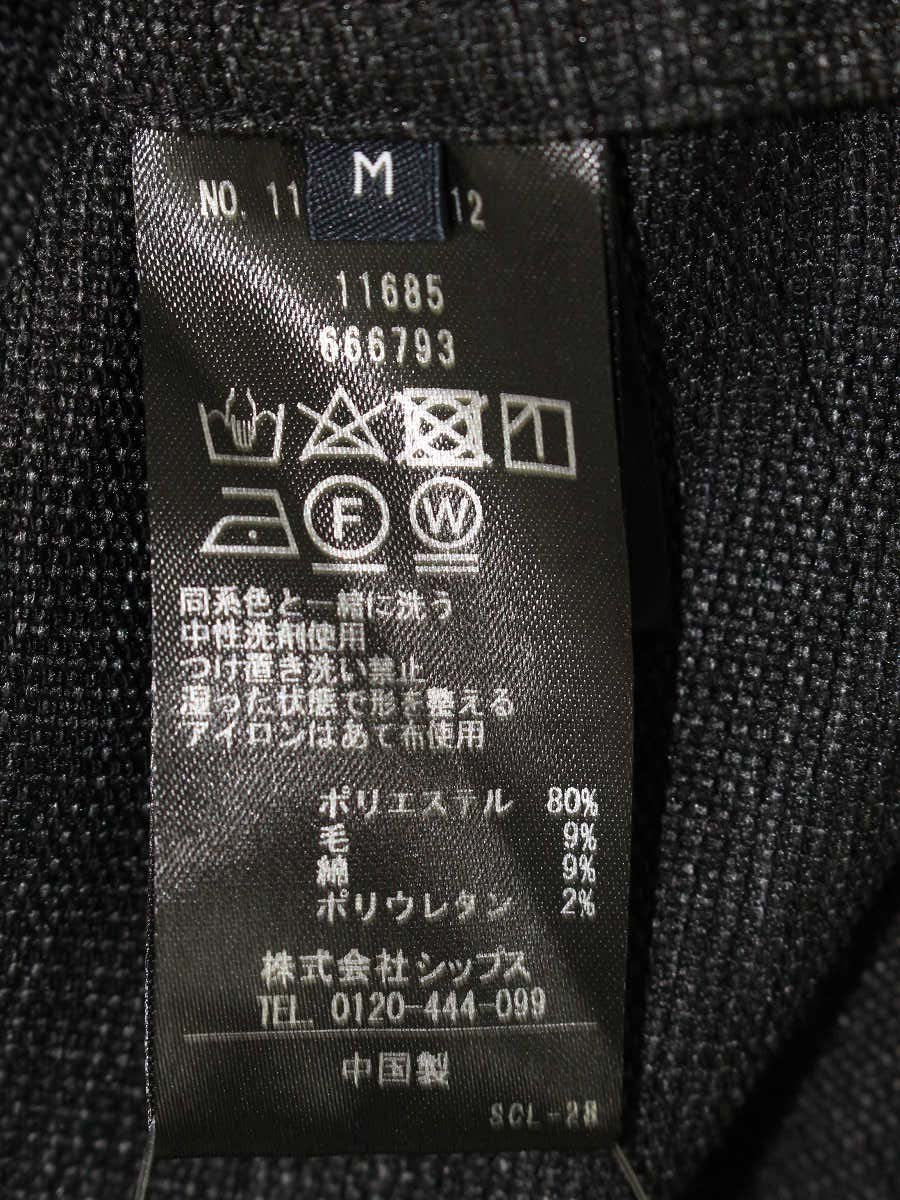 M
NO. 11 12
11685
666793
F W
同系色と一緒に洗う
中性洗剤使用
つけ置き洗い禁止
湿った状態で形を整える
アイロンはあて布使用
ポリエステル 80%
毛 9%
綿 9%
ポリウレタン 2%
株式会社シップス
TEL. 0120-444-099
中国製
SCL-28